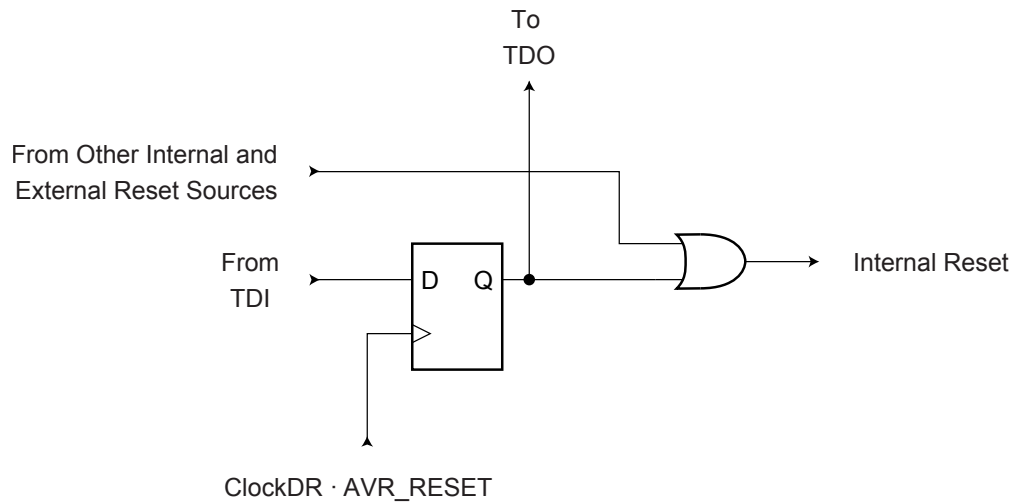 To
TDO
From Other Internal and
External Reset Sources
From
TDI
D
Q
Internal Reset
ClockDR · AVR_RESET